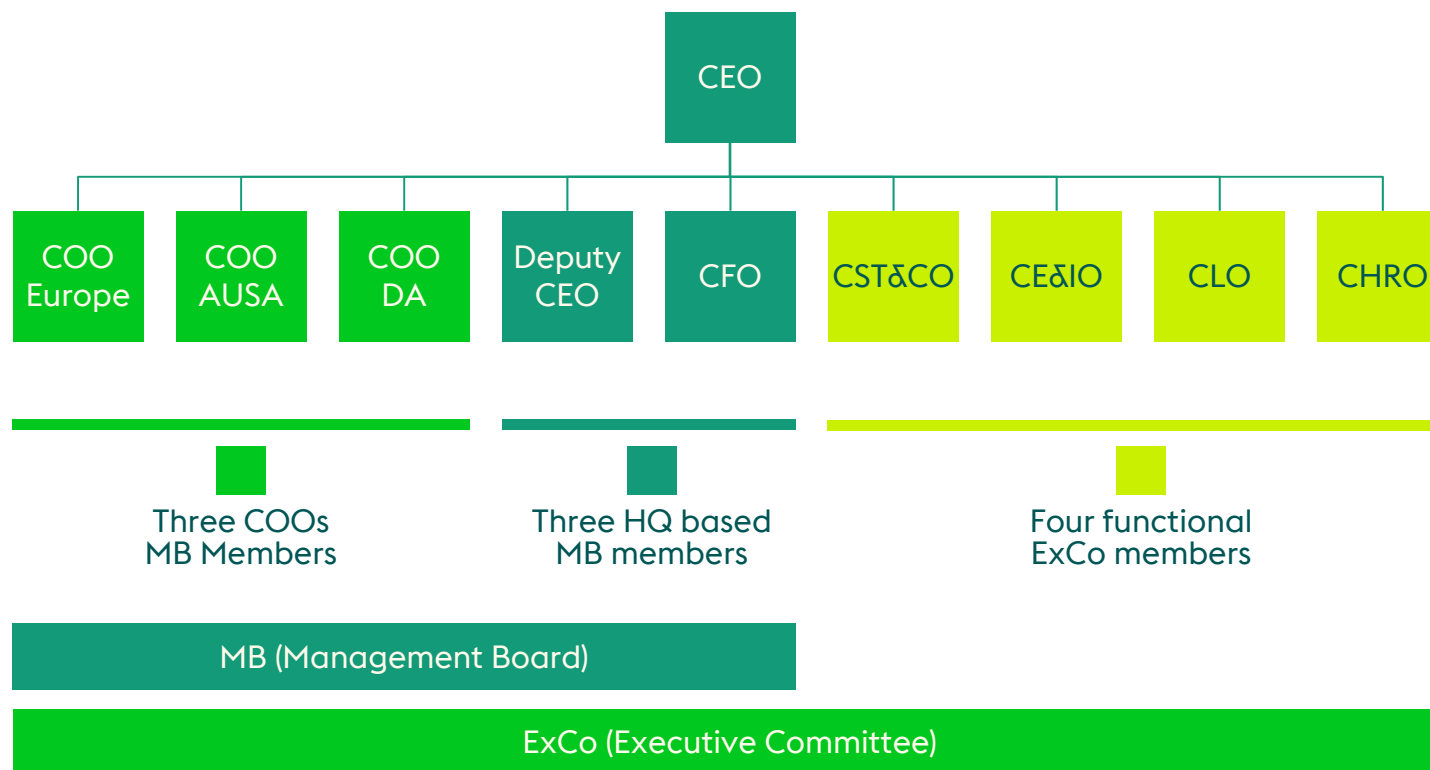 CEO
COO
Europe
COO
AUSA
COO
DA
Deputy
CEO
CFO
CST&CO
CE&IO
CLO
CHRO
Three COOs
MB Members
Three HQ based
MB members
Four functional
ExCo members
MB (Management Board)
ExCo (Executive Committee)